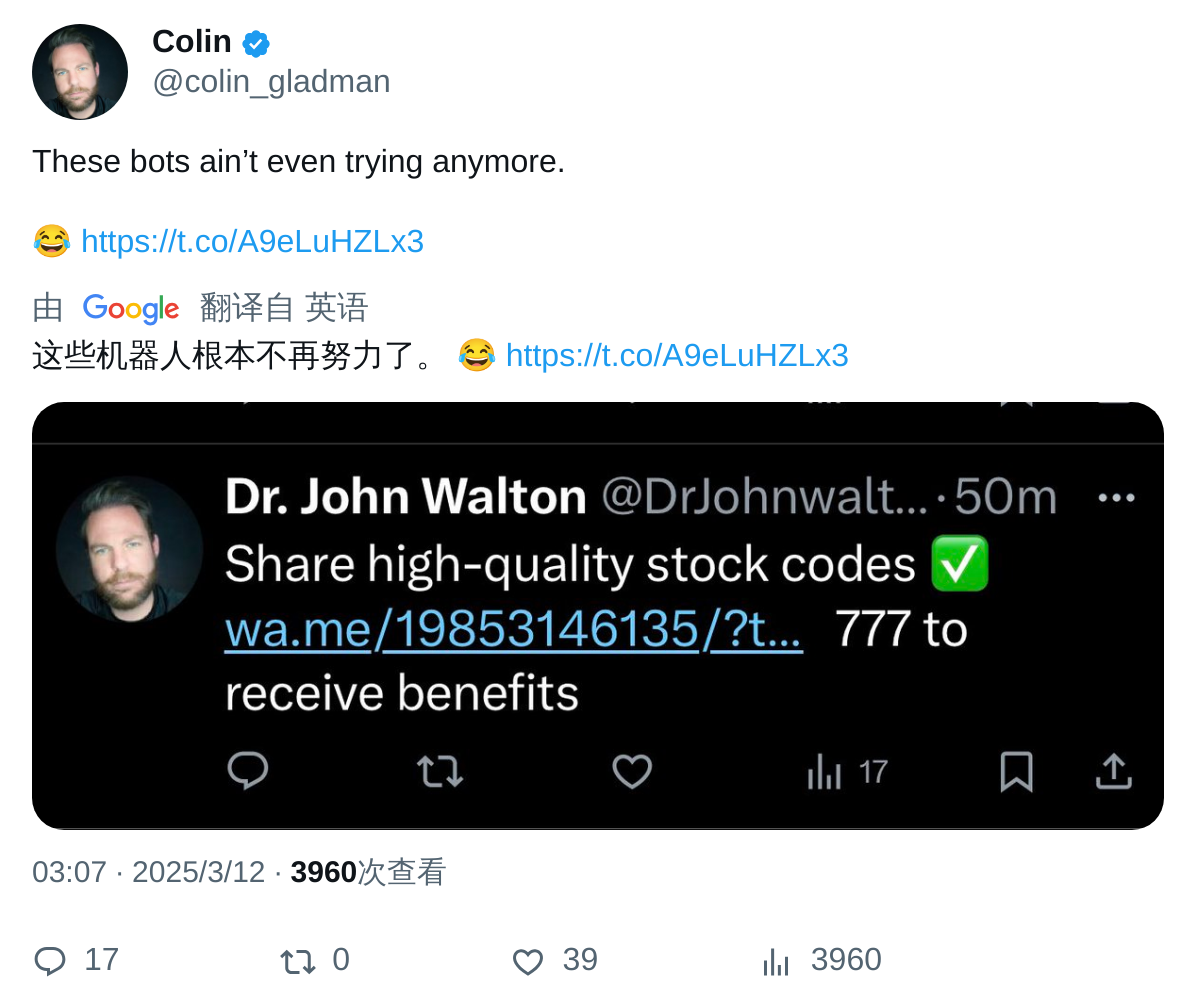 Colin
@colin_gladman
These bots ain’t even trying anymore.
😂 https://t.co/A9eLuHZLx3
由 Google 翻译自 英语
这些机器人根本不再努力了。 😂 https://t.co/A9eLuHZLx3
Dr. John Walton @DrJohnwalt... · 50m
Share high-quality stock codes ✅
wa.me/19853146135/?t... 777 to
receive benefits
17
03:07 · 2025/3/12 · 3960次查看
17 0 39 3960